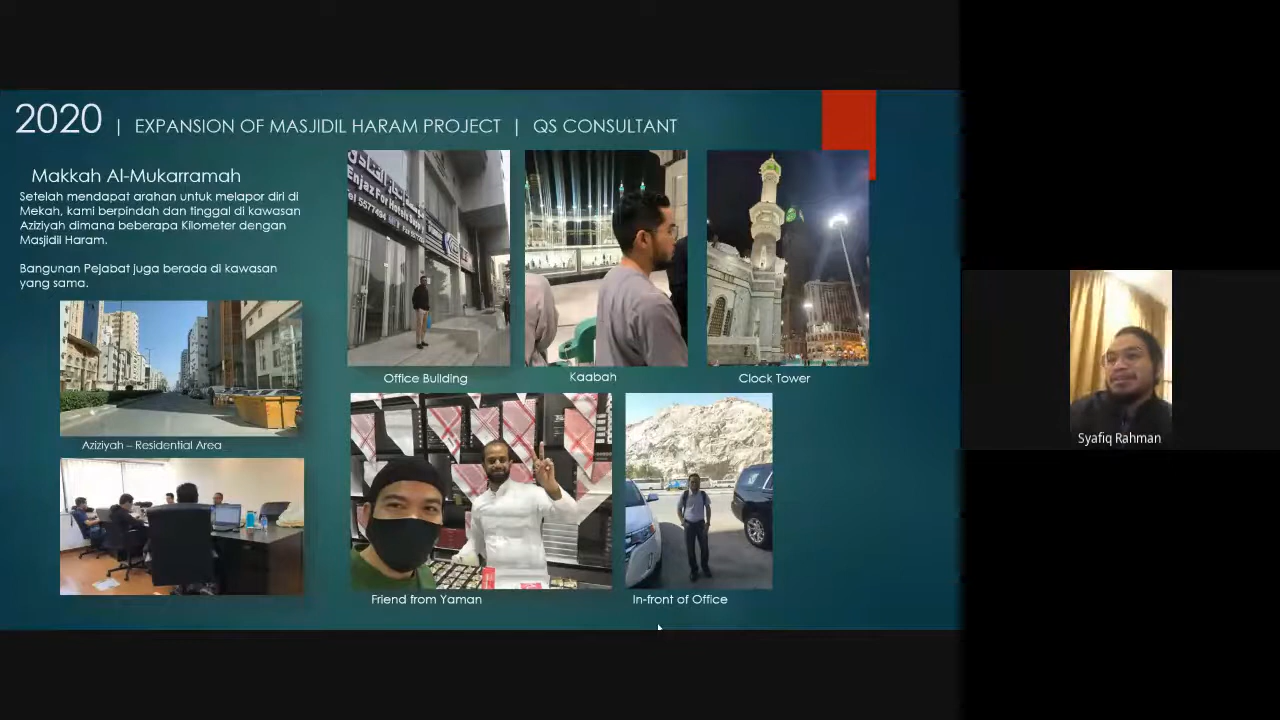 2020 | EXPANSION OF MASJIDIL HARAM PROJECT | QS CONSULTANT
Makkah Al-Mukarramah
Setelah mendapat arahan untuk melapor diri di
Mekah, kami berpindah dan tinggal di kawasan
Aziziyah dimana beberapa Kilometer dengan
Masjidil Haram.
Bangunan Pejabat juga berada di kawasan
yang sama.
Aziziyah – Residential Area
Enjaz For Hotels
Office Building
Kaabah
Clock Tower
Friend from Yaman
In-front of Office
Syafiq Rahman